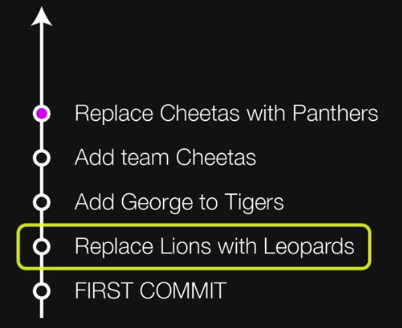 Replace Cheetas with Panthers
Add team Cheetas
Add George to Tigers
Replace Lions with Leopards
FIRST COMMIT